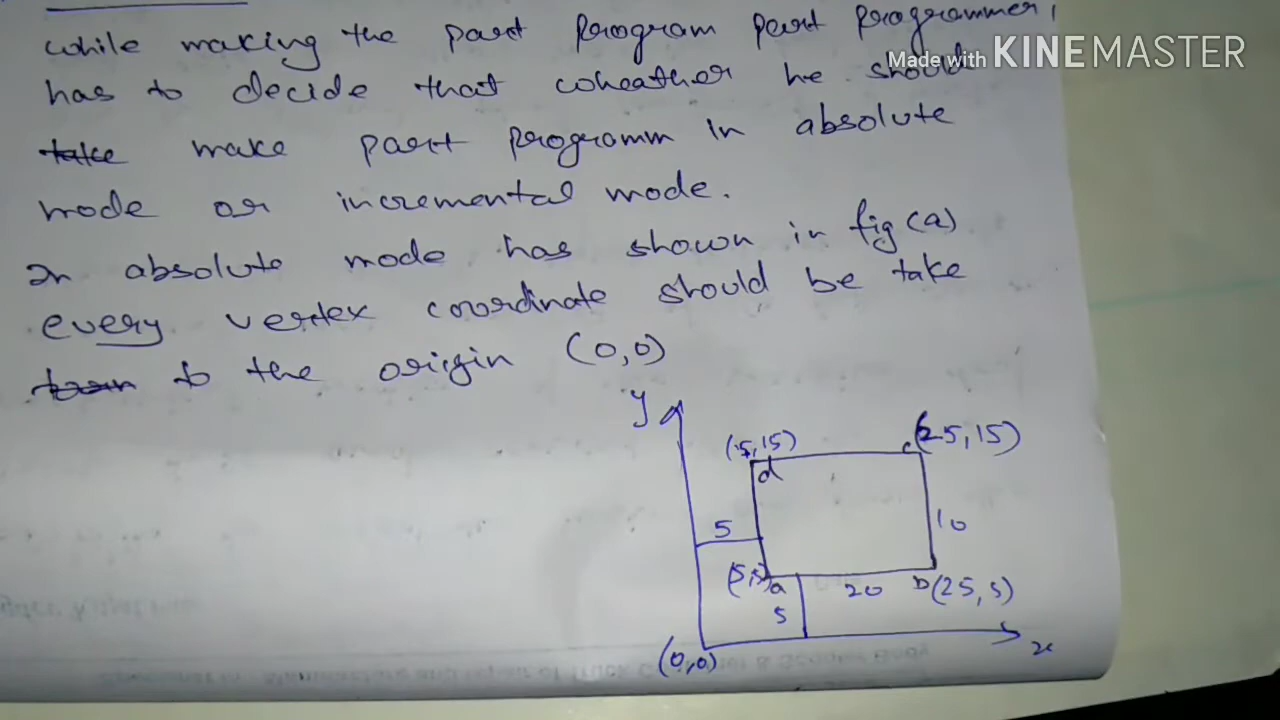 while making the part program part programmer,
Made with KINEMASTER
has to decide that wheather he should
take make part programm in absolute
mode or incremental mode.
In absolute mode has shown in fig (a)
every vertex coordinate should be take
to the origin (0,0)
y
(5,15)
c(25,15)
d
5
10
(5,5)
a
20
b(25,5)
5
(0,0)
x